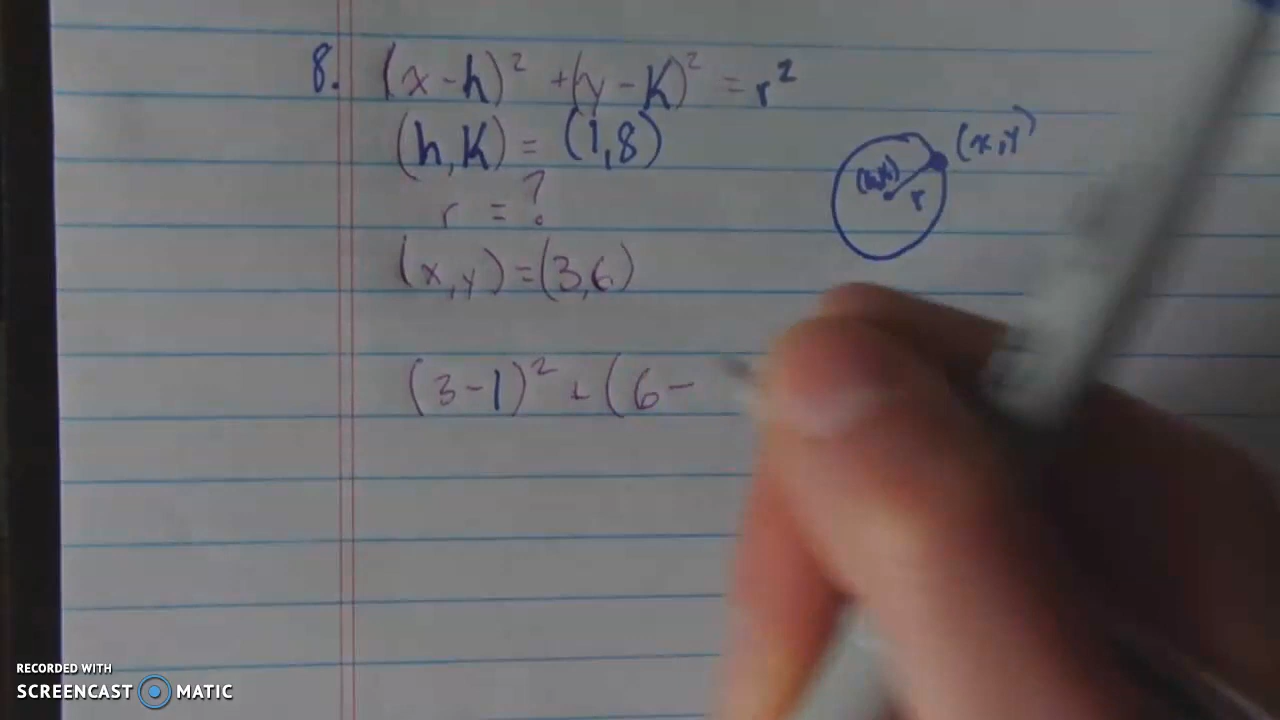 8. (x-h)² + (y-K)² = r²
(h,K) = (1,8)
r = ?
(x,y) = (3,6)
(3-1)² + (6-
(x,y)
(h,k)
r
RECORDED WITH
SCREENCAST MATIC